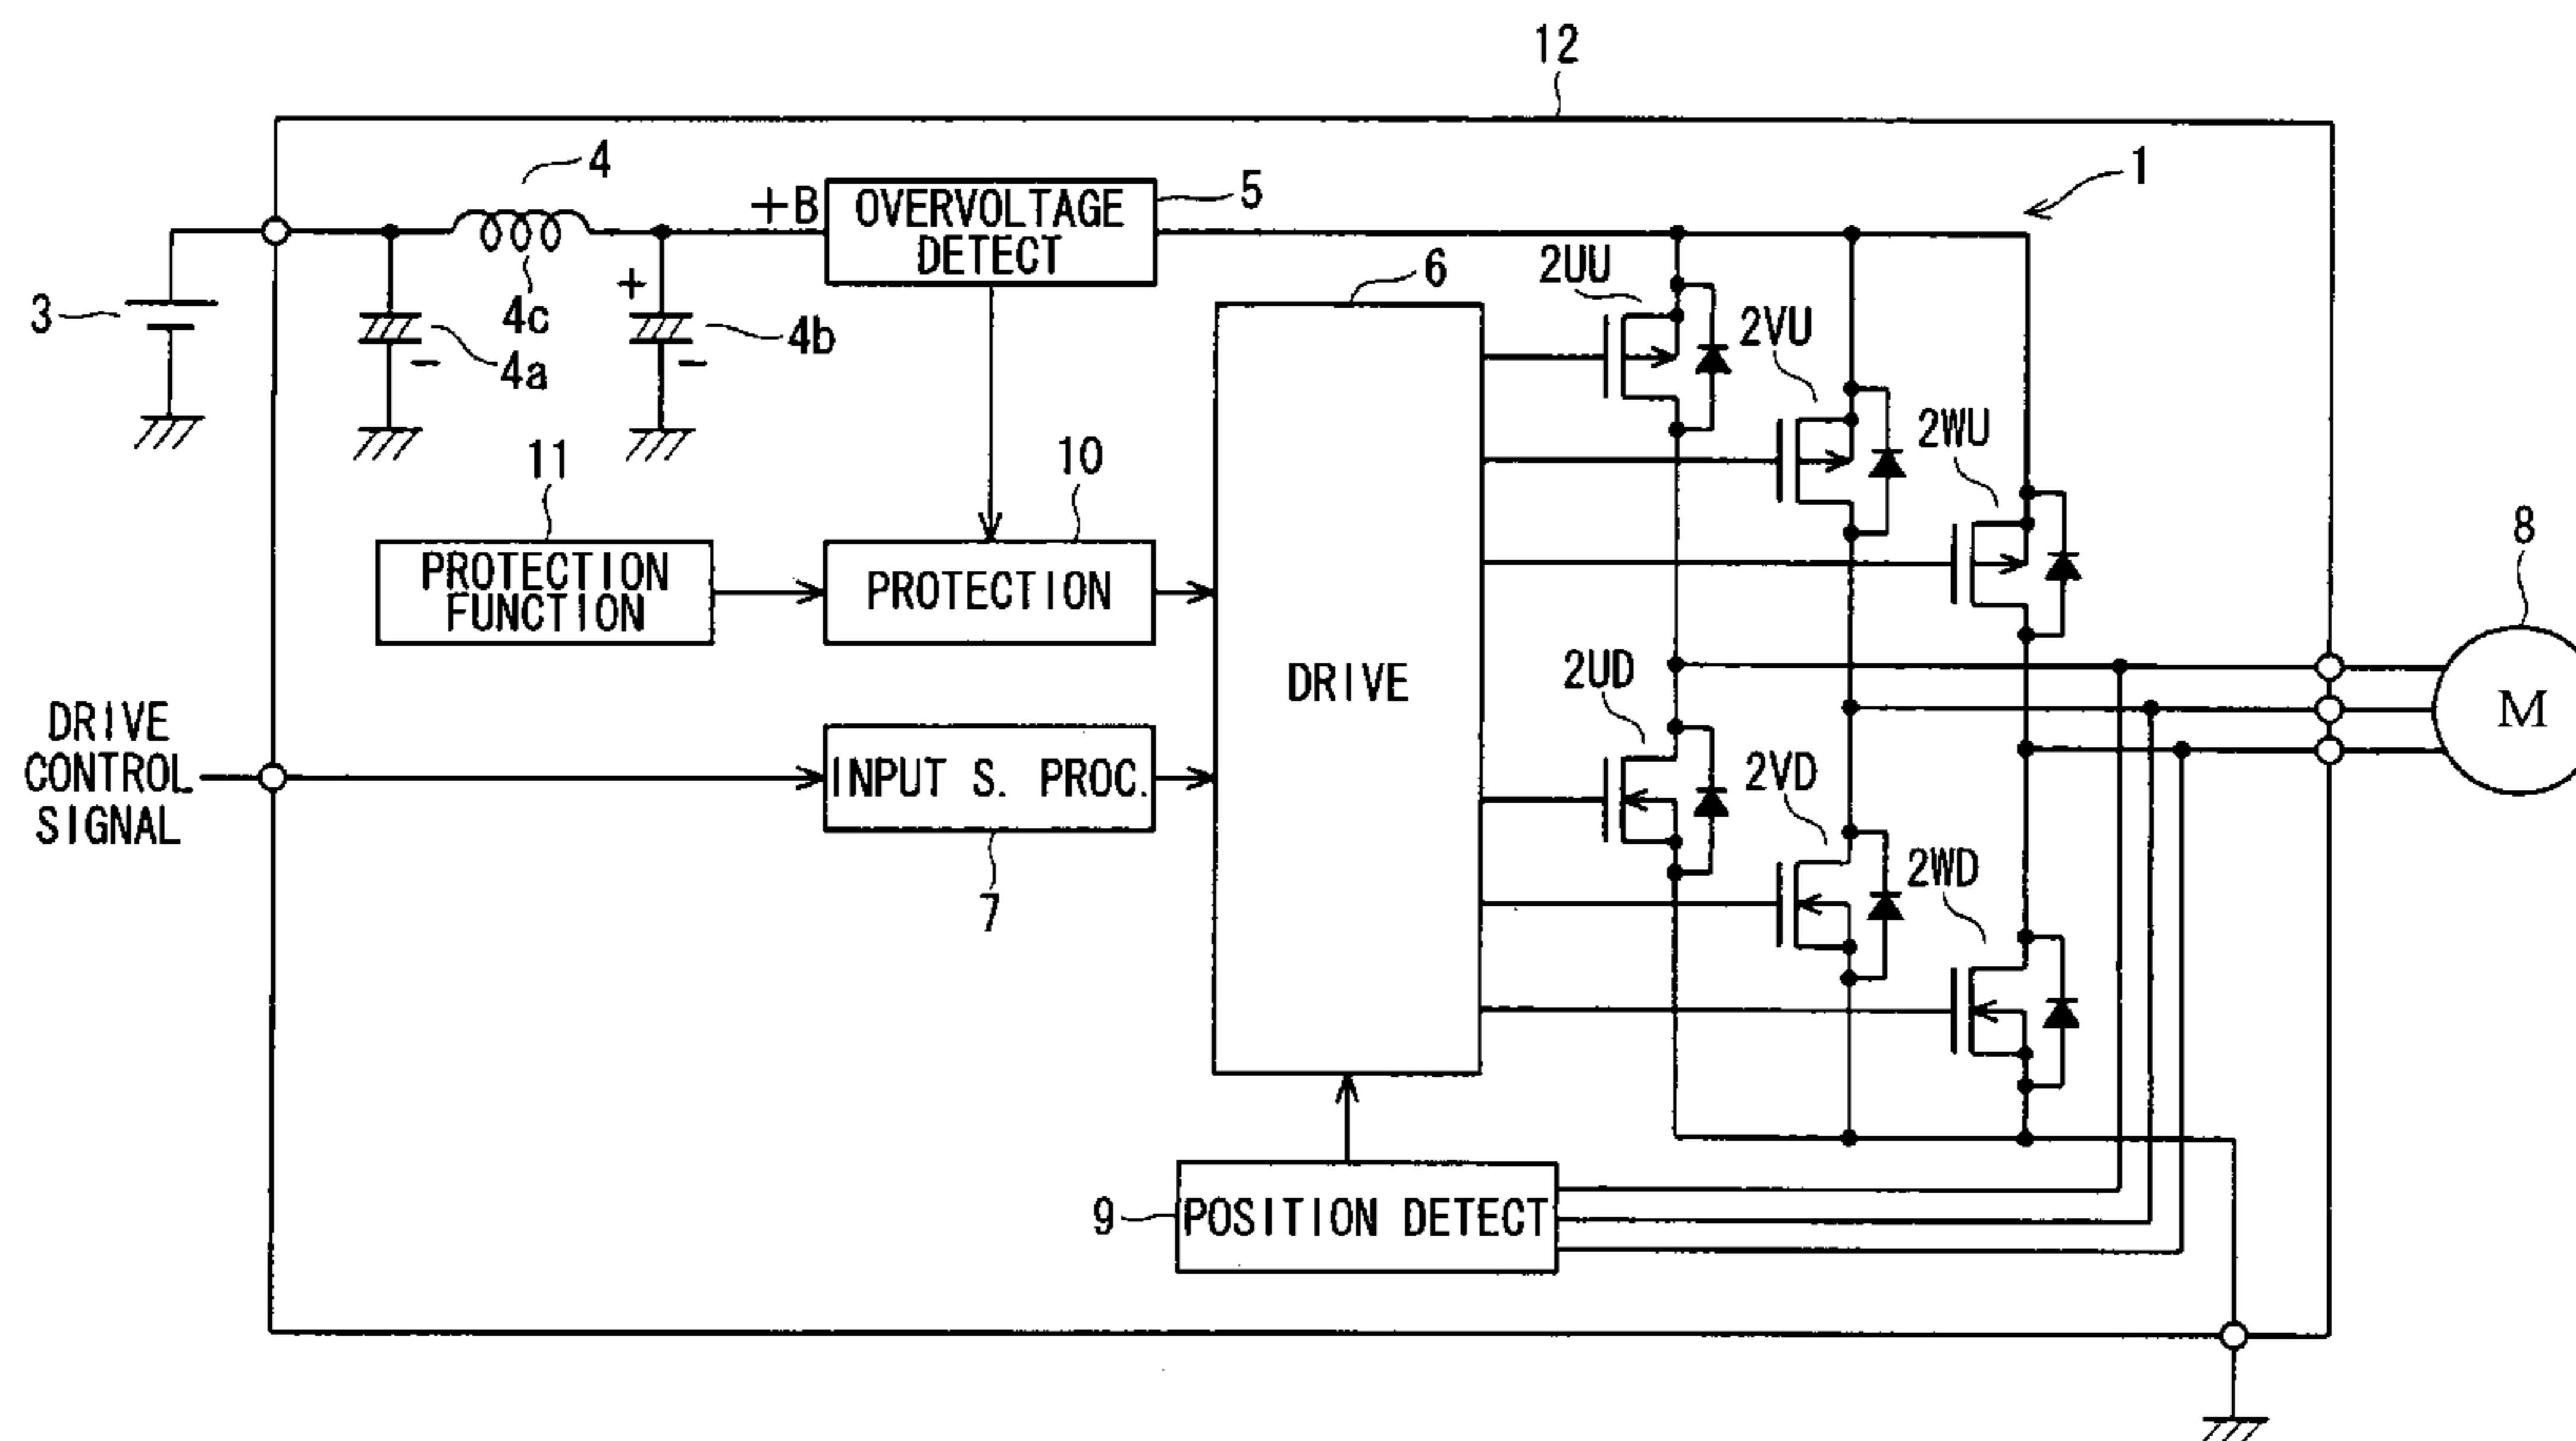 12
4
+B
OVERVOLTAGE
DETECT
5
1
3
4c
4a
+
-
-
4b
6
2UU
2VU
2WU
11
10
PROTECTION
FUNCTION
PROTECTION
8
DRIVE
2UD
M
DRIVE
CONTROL
SIGNAL
INPUT S. PROC.
7
2VD
2WD
9
POSITION DETECT